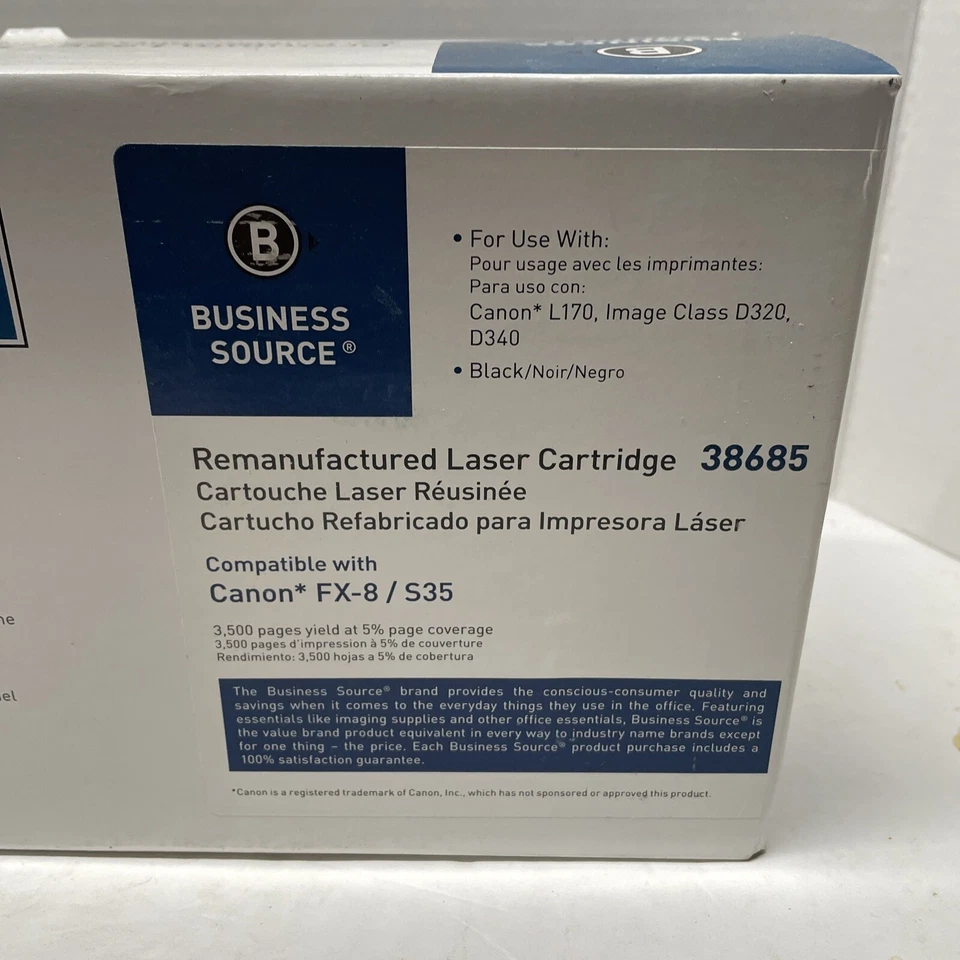 B
BUSINESS
SOURCE®
• For Use With:
Pour usage avec les imprimantes:
Para uso con:
Canon* L170, Image Class D320,
D340
• Black/Noir/Negro
Remanufactured Laser Cartridge 38685
Cartouche Laser Réusinée
Cartucho Refabricado para Impresora Láser
Compatible with
Canon* FX-8 / S35
3,500 pages yield at 5% page coverage
3,500 pages d'impression à 5% de couverture
Rendimiento: 3,500 hojas a 5% de cobertura
The Business Source® brand provides the conscious-consumer quality and
savings when it comes to the everyday things they use in the office. Featuring
essentials like imaging supplies and other office essentials, Business Source® is
the value brand product equivalent in every way to industry name brands except
for one thing – the price. Each Business Source® product purchase includes a
100% satisfaction guarantee.
*Canon is a registered trademark of Canon, Inc., which has not sponsored or approved this product.